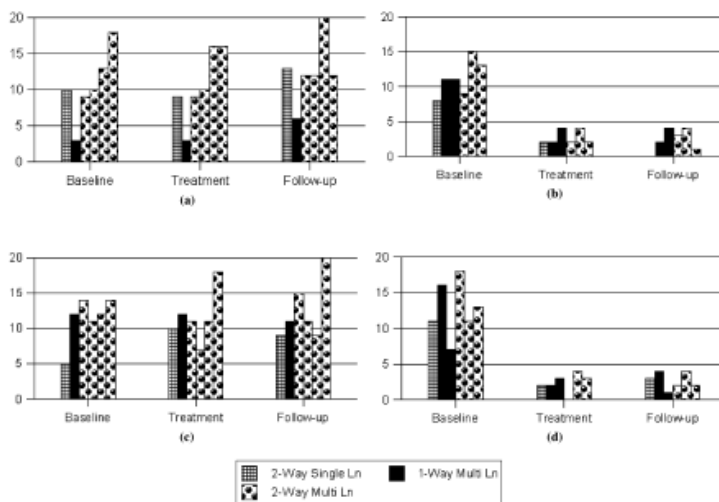 20
15
10
5
0
Baseline Treatment Follow-up
(a)
20
15
10
5
0
Baseline Treatment Follow-up
(b)
20
15
10
5
0
Baseline Treatment Follow-up
(c)
20
15
10
5
0
Baseline Treatment Follow-up
(d)
2-Way Single Ln 1-Way Multi Ln
2-Way Multi Ln